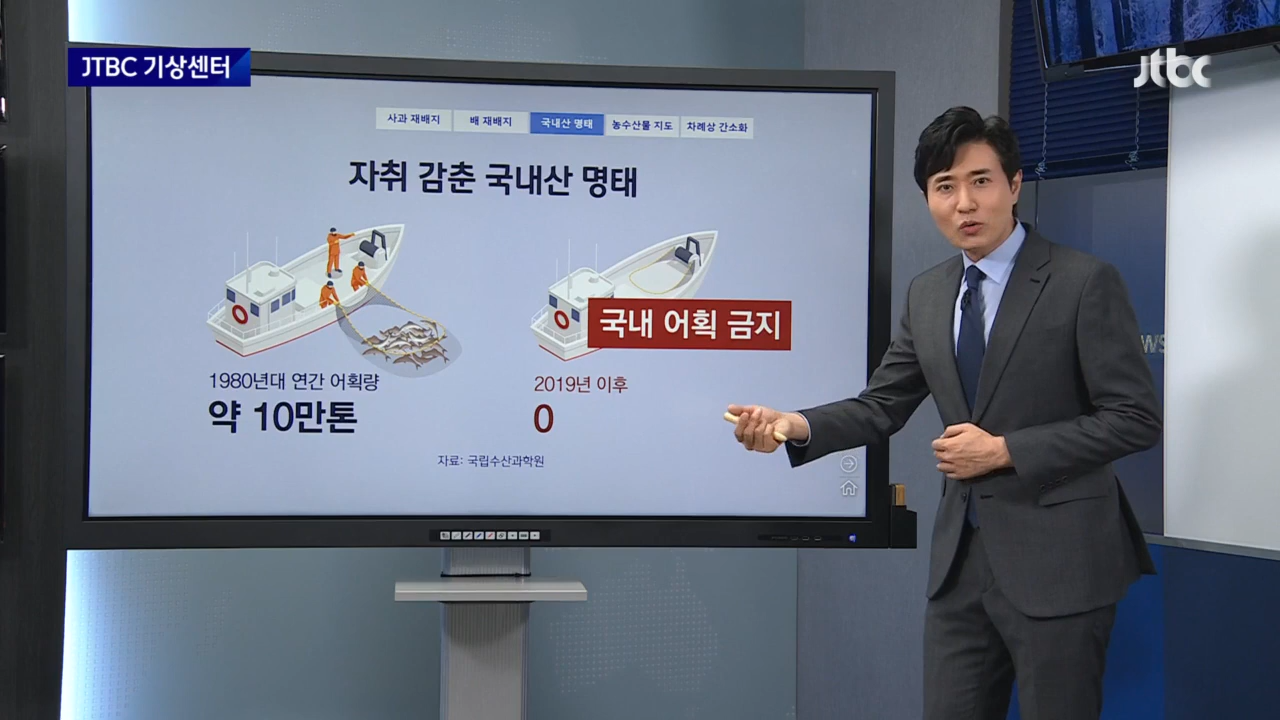 JTBC 기상센터
jtbc
사과 재배지
배 재배지
국내산 명태
농수산물 지도
차례상 간소화
자취 감춘 국내산 명태
국내 어획 금지
1980년대 연간 어획량
약 10만톤
2019년 이후
0
자료: 국립수산과학원